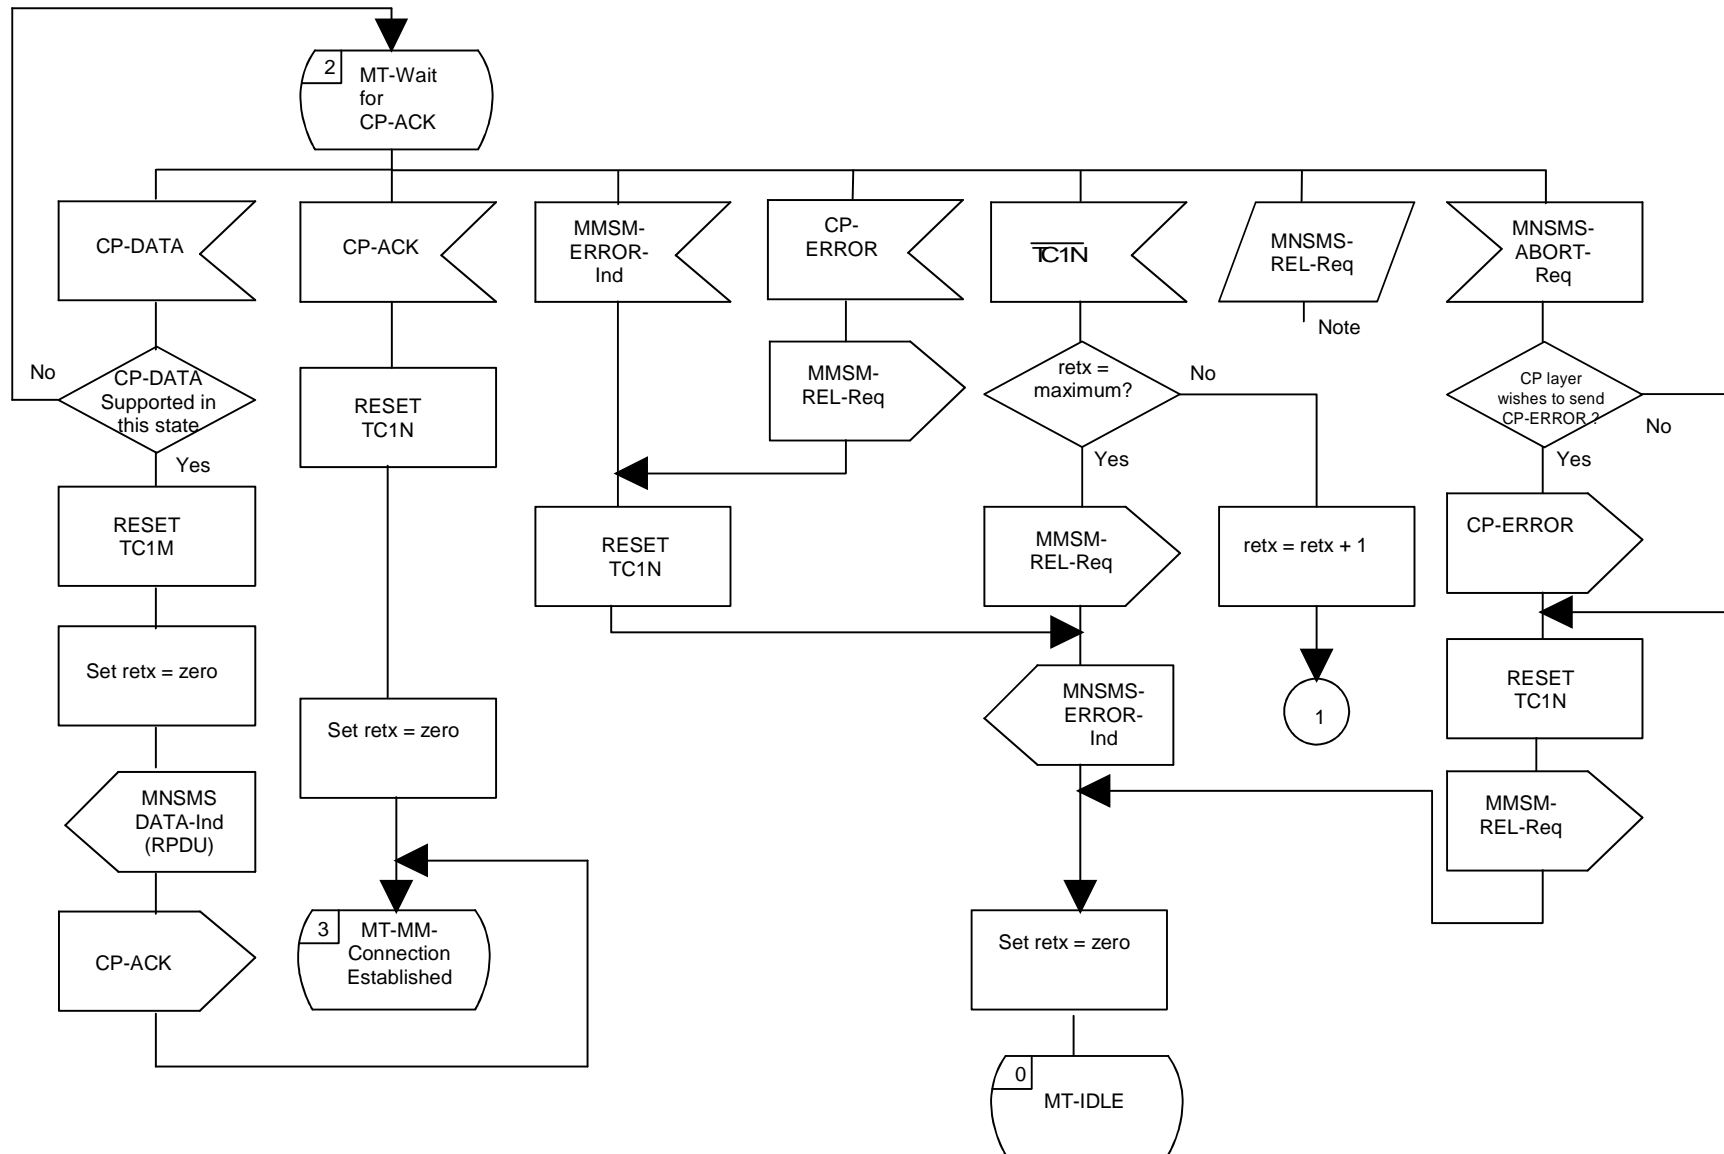 2
MT-Wait
for
CP-ACK
CP-DATA
CP-ACK
MMSM-
ERROR-
Ind
CP-
ERROR
TC1N
MNSMS-
REL-Req
Note
MNSMS-
ABORT-
Req
No
CP-DATA
Supported in
this state
Yes
RESET
TC1N
MMSM-
REL-Req
retx =
maximum?
No
Yes
CP layer
wishes to send
CP-ERROR ?
No
Yes
RESET
TC1M
RESET
TC1N
MMSM-
REL-Req
retx = retx + 1
CP-ERROR
Set retx = zero
Set retx = zero
MNSMS-
ERROR-
Ind
1
RESET
TC1N
MNSMS
DATA-Ind
(RPDU)
MMSM-
REL-Req
CP-ACK
3
MT-MM-
Connection
Established
Set retx = zero
0
MT-IDLE